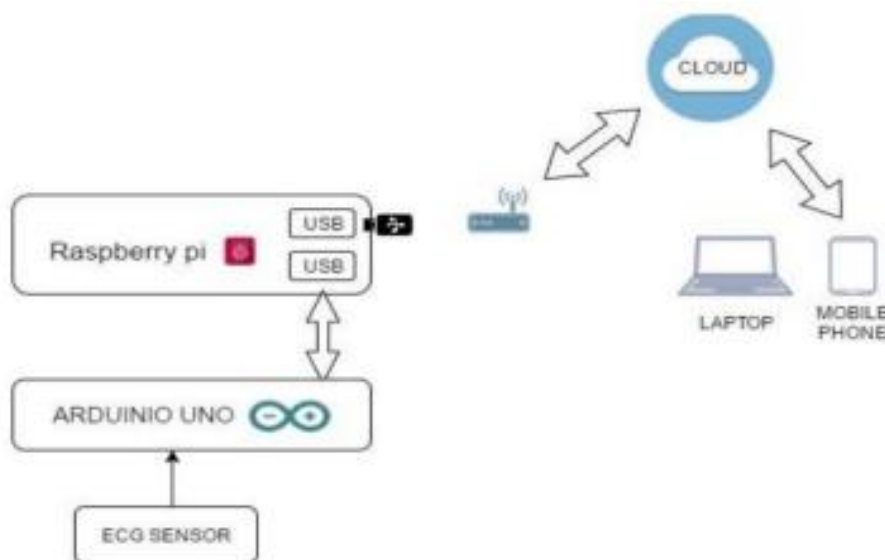 CLOUD
USB
Raspberry pi
USB
LAPTOP
MOBILE
PHONE
ARDUINIO UNO
ECG SENSOR